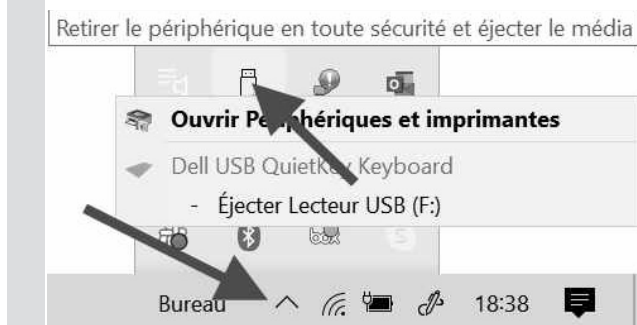 Retirer le périphérique en toute sécurité et éjecter le média
Ouvrir Périphériques et imprimantes
Dell USB QuietKey Keyboard
- Éjecter Lecteur USB (F:)
box
Bureau 18:38